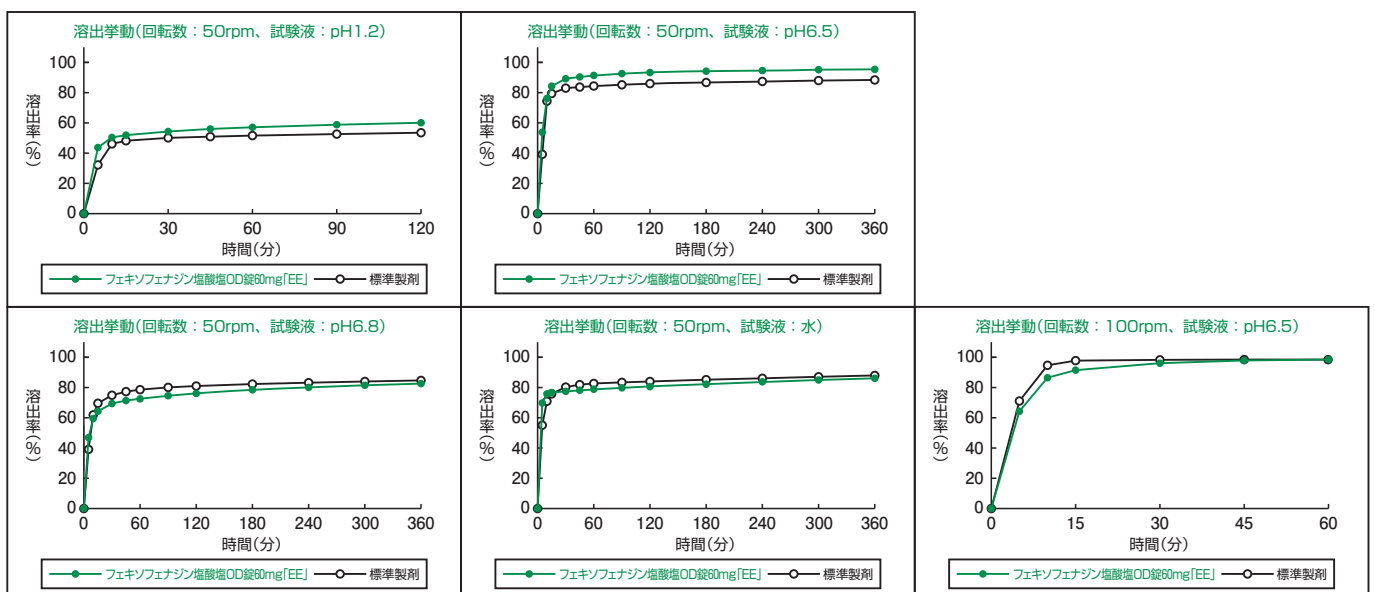 溶出挙動(回転数：50rpm、試験液：pH1.2)
溶出率(%)
100
80
60
40
20
0
0 30 60 90 120
時間(分)
フェキソフェナジン塩酸塩OD錠60mg｢EE｣ 標準製剤
溶出挙動(回転数：50rpm、試験液：pH6.5)
溶出率(%)
100
80
60
40
20
0
0 60 120 180 240 300 360
時間(分)
フェキソフェナジン塩酸塩OD錠60mg｢EE｣ 標準製剤
溶出挙動(回転数：50rpm、試験液：pH6.8)
溶出率(%)
100
80
60
40
20
0
0 60 120 180 240 300 360
時間(分)
フェキソフェナジン塩酸塩OD錠60mg｢EE｣ 標準製剤
溶出挙動(回転数：50rpm、試験液：水)
溶出率(%)
100
80
60
40
20
0
0 60 120 180 240 300 360
時間(分)
フェキソフェナジン塩酸塩OD錠60mg｢EE｣ 標準製剤
溶出挙動(回転数：100rpm、試験液：pH6.5)
溶出率(%)
100
80
60
40
20
0
0 15 30 45 60
時間(分)
フェキソフェナジン塩酸塩OD錠60mg｢EE｣ 標準製剤